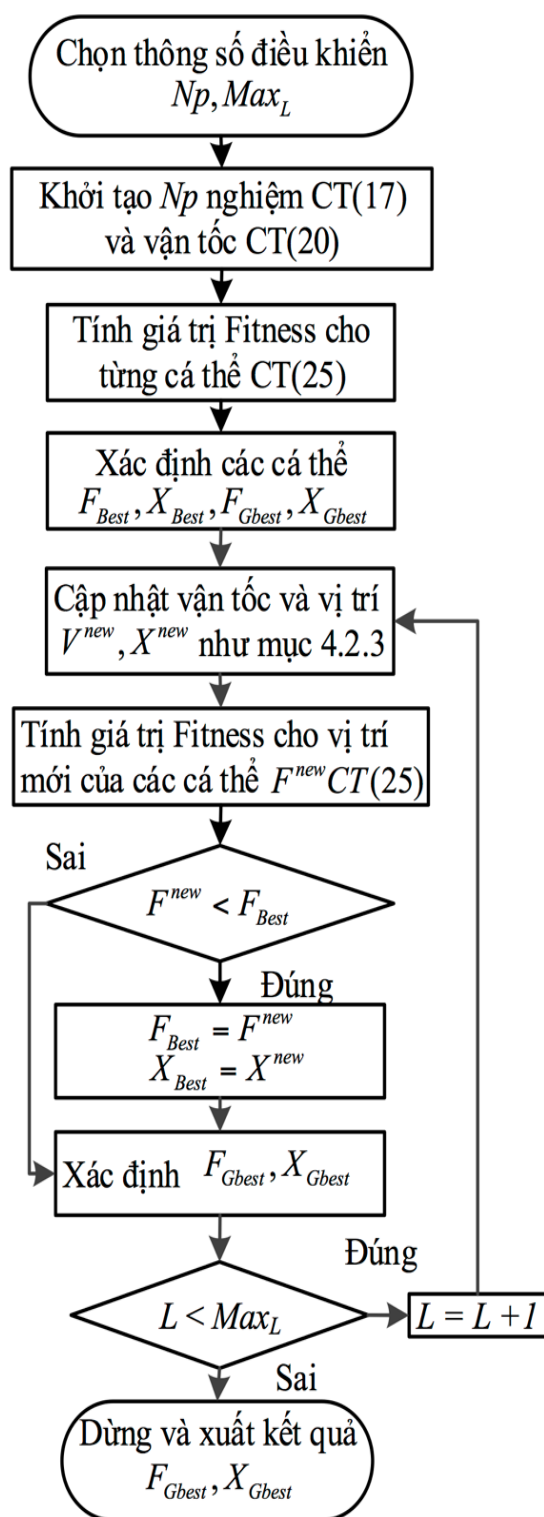 Chọn thông số điều khiển
Np, Max_L
Khởi tạo Np nghiệm CT(17)
và vận tốc CT(20)
Tính giá trị Fitness cho
từng cá thể CT(25)
Xác định các cá thể
F_Best, X_Best, F_Gbest, X_Gbest
Cập nhật vận tốc và vị trí
V^new, X^new như mục 4.2.3
Tính giá trị Fitness cho vị trí
mới của các cá thể F^new CT(25)
Sai
F^new < F_Best
Đúng
F_Best = F^new
X_Best = X^new
Xác định F_Gbest, X_Gbest
Đúng
L < Max_L
L = L +1
Sai
Dừng và xuất kết quả
F_Gbest, X_Gbest